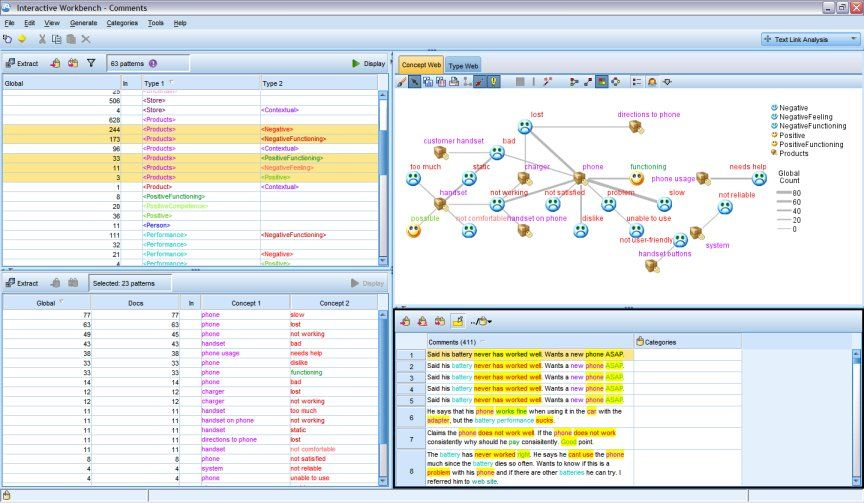 Interactive Workbench - Comments
File Edit View Generate Categories Tools Help
Text Link Analysis
Extract 63 patterns Display
Global In Type 1 Type 2
506 <Store>
4 <Store> <Contextual>
628 <Products>
244 <Products> <Negative>
173 <Products> <NegativeFunctioning>
96 <Products> <Contextual>
33 <Products> <PositiveFunctioning>
11 <Products> <NegativeFeeling>
3 <Products> <Positive>
1 <Product> <Contextual>
8 <PositiveFunctioning>
20 <PositiveCompetence>
36 <Positive>
11 <Person>
111 <Performance> <NegativeFunctioning>
32 <Performance>
21 <Performance> <Negative>
4 <Performance> <Positive>
Extract Selected: 23 patterns Display
Global Docs In Concept 1 Concept 2
77 77 phone slow
63 63 phone lost
49 45 phone not working
43 43 handset bad
38 38 phone usage needs help
33 33 phone dislike
33 33 phone functioning
14 14 phone bad
12 12 charger lost
12 12 charger not working
11 11 handset too much
11 11 handset on phone not working
11 11 handset static
11 11 directions to phone lost
11 11 handset not comfortable
8 8 phone not satisfied
4 4 system not reliable
4 4 phone unable to use
Concept Web Type Web
lost
directions to phone
customer handset
bad
too much
static
charger
phone
functioning
phone usage
needs help
handset
not working
not satisfied
problem
slow
not reliable
possible
not comfortable
handset on phone
dislike
unable to use
not user-friendly
system
handset buttons
Negative
NegativeFeeling
NegativeFunctioning
Positive
PositiveFunctioning
Products
Global
Count
80
60
40
20
0
Comments (411) Categories
1 Said his battery never has worked well. Wants a new phone ASAP.
2 Said his battery never has worked well. Wants a new phone ASAP.
3 Said his battery never has worked well. Wants a new phone ASAP.
4 Said his battery never has worked well. Wants a new phone ASAP.
5 Said his battery never has worked well. Wants a new phone ASAP.
6 He says that his phone works fine when using it in the car with the
adapter, but the battery performance sucks.
7 Claims the phone does not work well. If the phone does not work
consistently why should he pay consistently. Good point.
8 The battery has never worked right. He says he cant use the phone
much since the battery dies so often. Wants to know if this is a
problem with his phone and if there are other batteries he can try. I
referred him to web site.